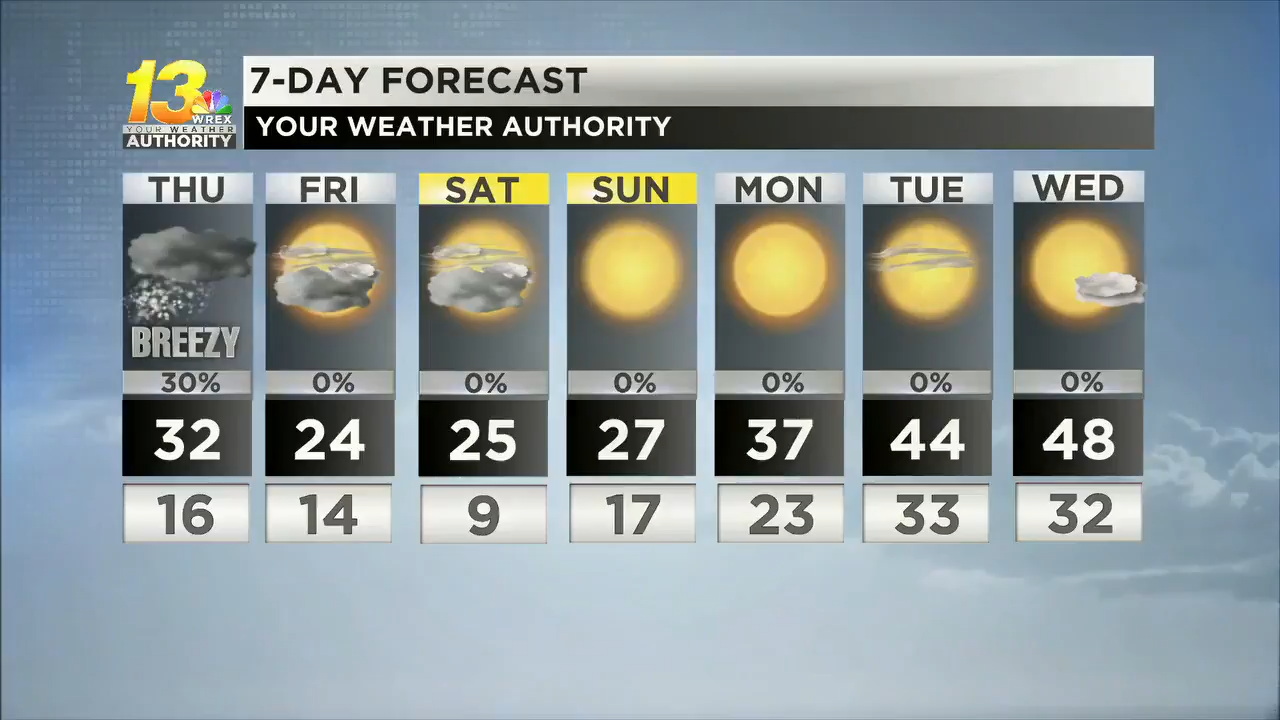 13
WREX
YOUR WEATHER
AUTHORITY
7-DAY FORECAST
YOUR WEATHER AUTHORITY
THU FRI SAT SUN MON TUE WED
BREEZY
30% 0% 0% 0% 0% 0% 0%
32 24 25 27 37 44 48
16 14 9 17 23 33 32